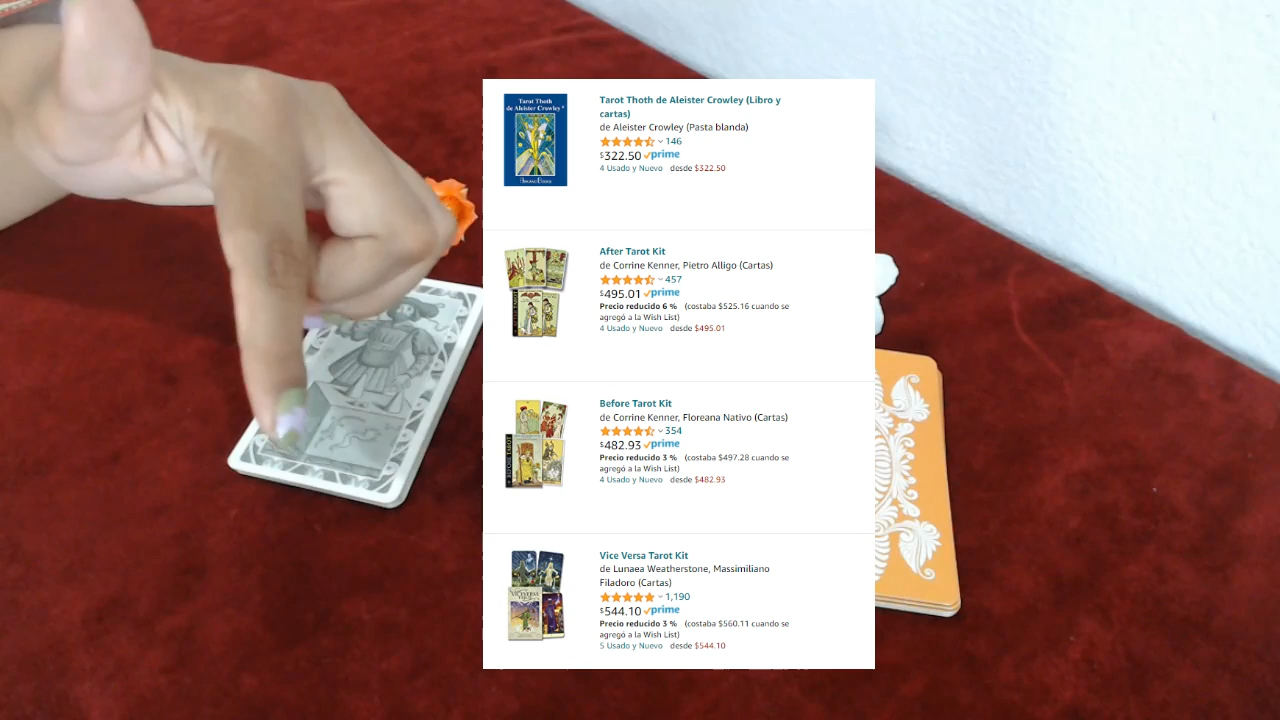 Tarot Thoth
de Aleister Crowley
Tarot Thoth de Aleister Crowley (Libro y
cartas)
de Aleister Crowley (Pasta blanda)
146
$322.50 prime
4 Usado y Nuevo desde $322.50
After Tarot Kit
de Corrine Kenner, Pietro Alligo (Cartas)
457
$495.01 prime
Precio reducido 6 % (costaba $525.16 cuando se
agregó a la Wish List)
4 Usado y Nuevo desde $495.01
Before Tarot Kit
de Corrine Kenner, Floreana Nativo (Cartas)
354
$482.93 prime
Precio reducido 3 % (costaba $497.28 cuando se
agregó a la Wish List)
4 Usado y Nuevo desde $482.93
Vice Versa Tarot Kit
de Lunaea Weatherstone, Massimiliano
Filadoro (Cartas)
1,190
$544.10 prime
Precio reducido 3 % (costaba $560.11 cuando se
agregó a la Wish List)
5 Usado y Nuevo desde $544.10